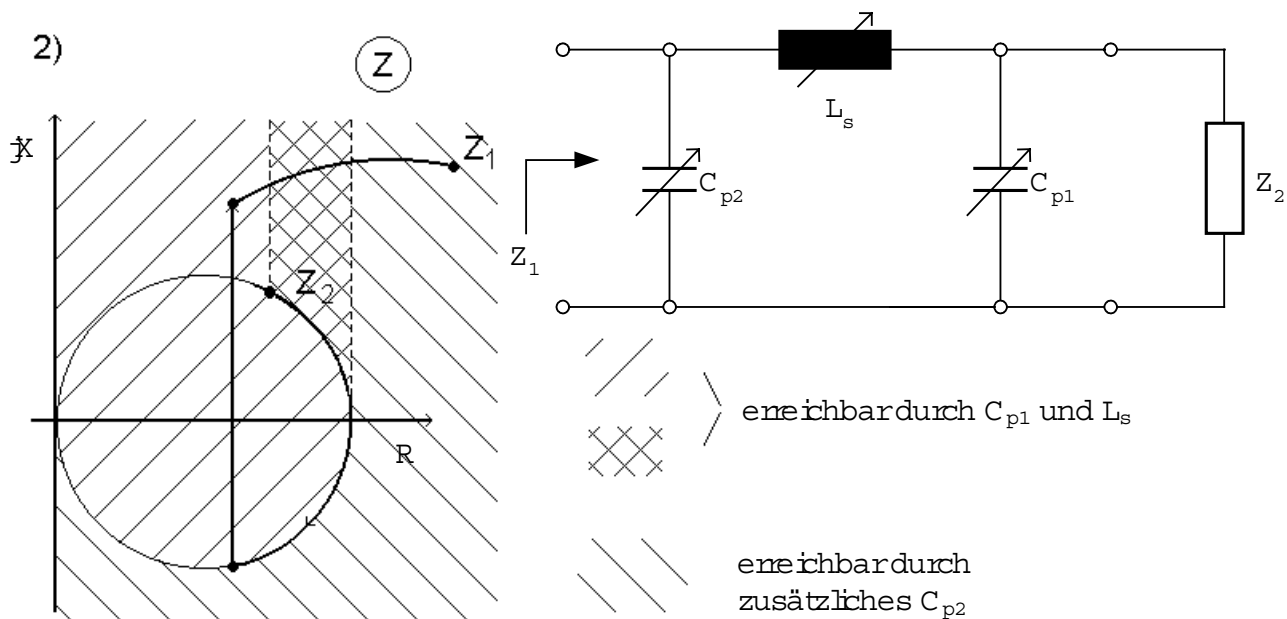 2)
Z
jX
Z1
Z2
R
Ls
Cp2
Cp1
Z2
Z1
erreichbar durch Cp1 und Ls
erreichbar durch
zusätzliches Cp2